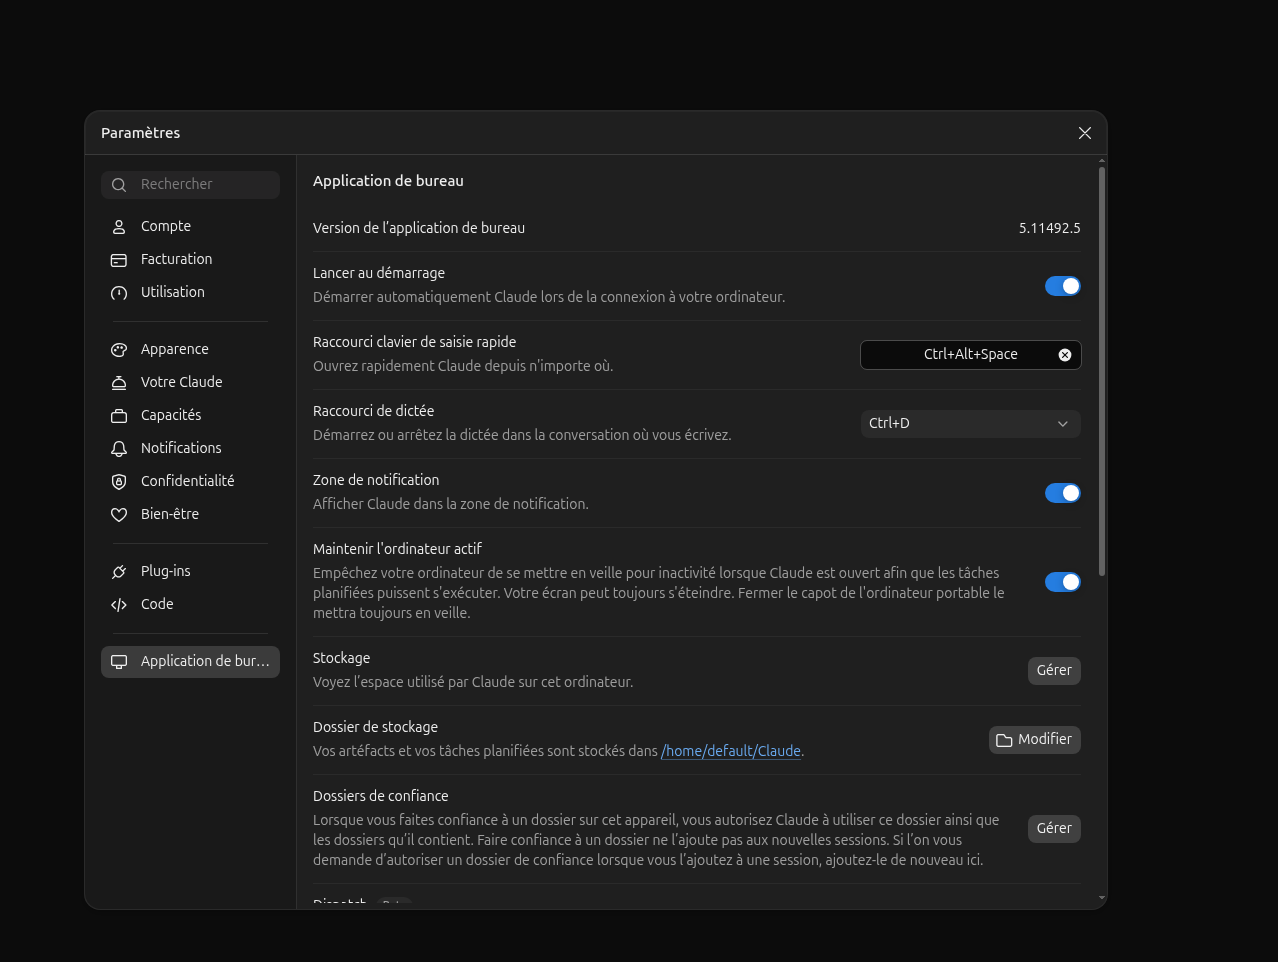 Paramètres
Rechercher
Compte
Facturation
Utilisation
Apparence
Votre Claude
Capacités
Notifications
Confidentialité
Bien-être
Plug-ins
Code
Application de bur…
Application de bureau
Version de l’application de bureau
5.11492.5
Lancer au démarrage
Démarrer automatiquement Claude lors de la connexion à votre ordinateur.
Raccourci clavier de saisie rapide
Ouvrez rapidement Claude depuis n'importe où.
Ctrl+Alt+Space
Raccourci de dictée
Démarrez ou arrêtez la dictée dans la conversation où vous écrivez.
Ctrl+D
Zone de notification
Afficher Claude dans la zone de notification.
Maintenir l'ordinateur actif
Empêchez votre ordinateur de se mettre en veille pour inactivité lorsque Claude est ouvert afin que les tâches
planifiées puissent s'exécuter. Votre écran peut toujours s'éteindre. Fermer le capot de l'ordinateur portable le
mettra toujours en veille.
Stockage
Voyez l’espace utilisé par Claude sur cet ordinateur.
Gérer
Dossier de stockage
Vos artéfacts et vos tâches planifiées sont stockés dans /home/default/Claude.
Modifier
Dossiers de confiance
Lorsque vous faites confiance à un dossier sur cet appareil, vous autorisez Claude à utiliser ce dossier ainsi que
les dossiers qu’il contient. Faire confiance à un dossier ne l’ajoute pas aux nouvelles sessions. Si l’on vous
demande d’autoriser un dossier de confiance lorsque vous l’ajoutez à une session, ajoutez-le de nouveau ici.
Gérer
Dispatch